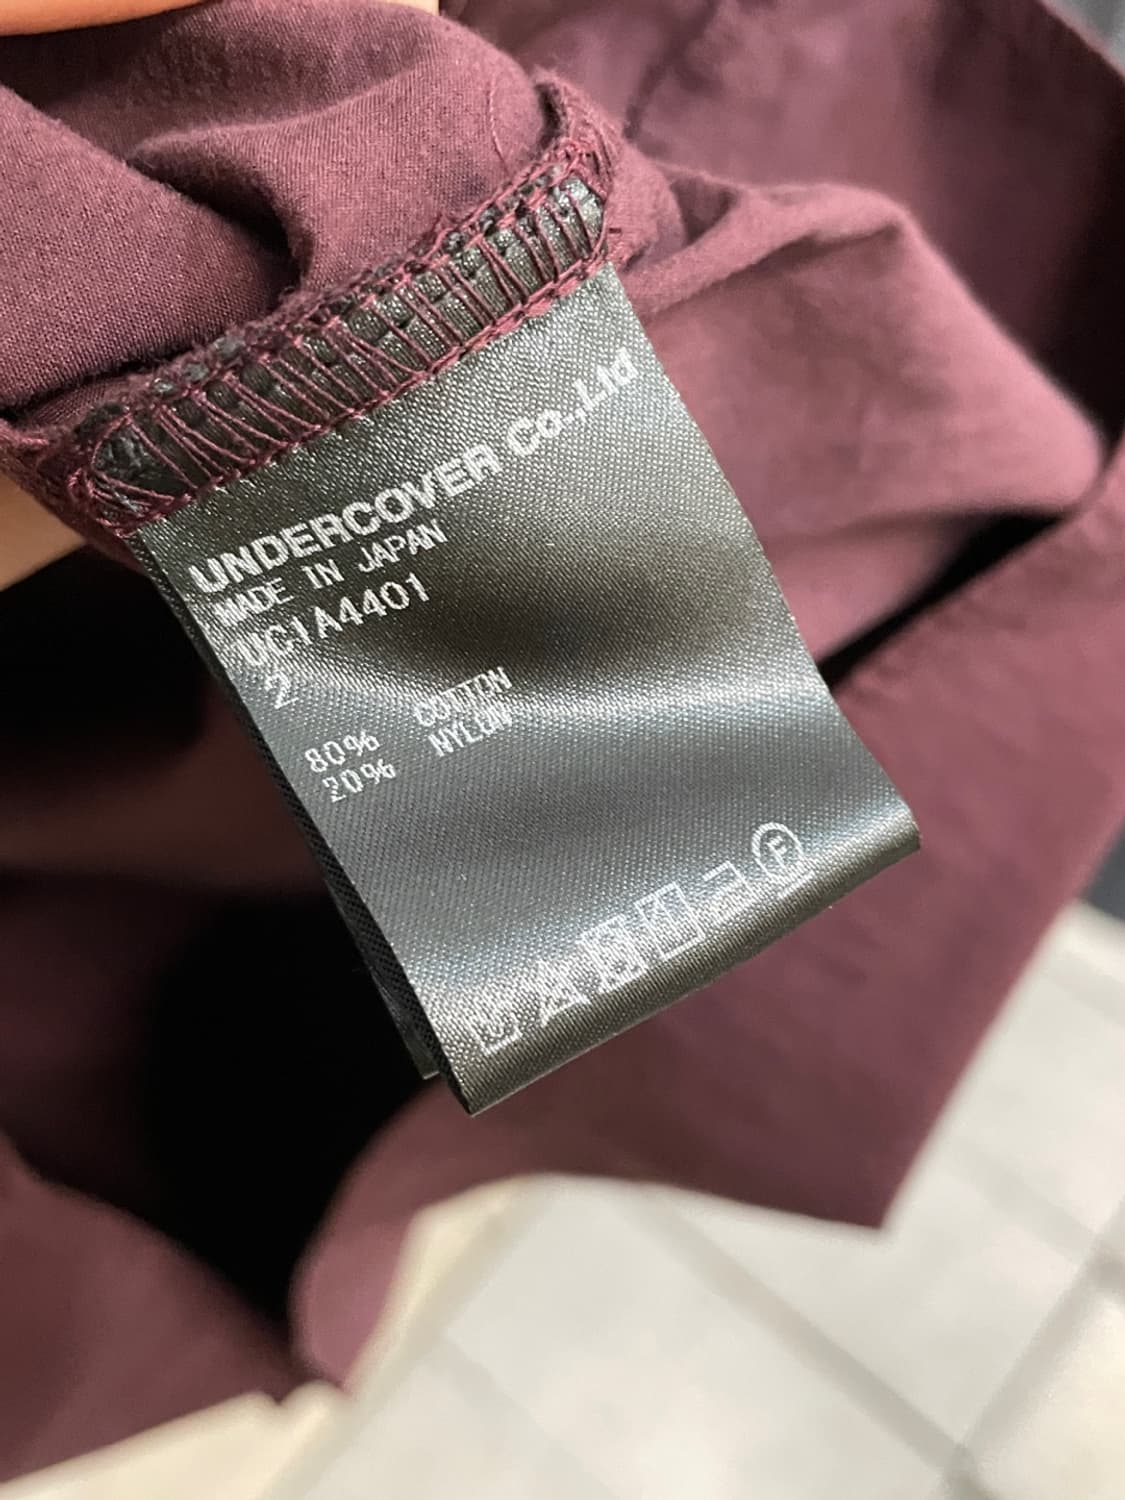 UNDERCOVER Co.,Ltd
MADE IN JAPAN
UC1A4401
2
80% COTTON
20% NYLON
F